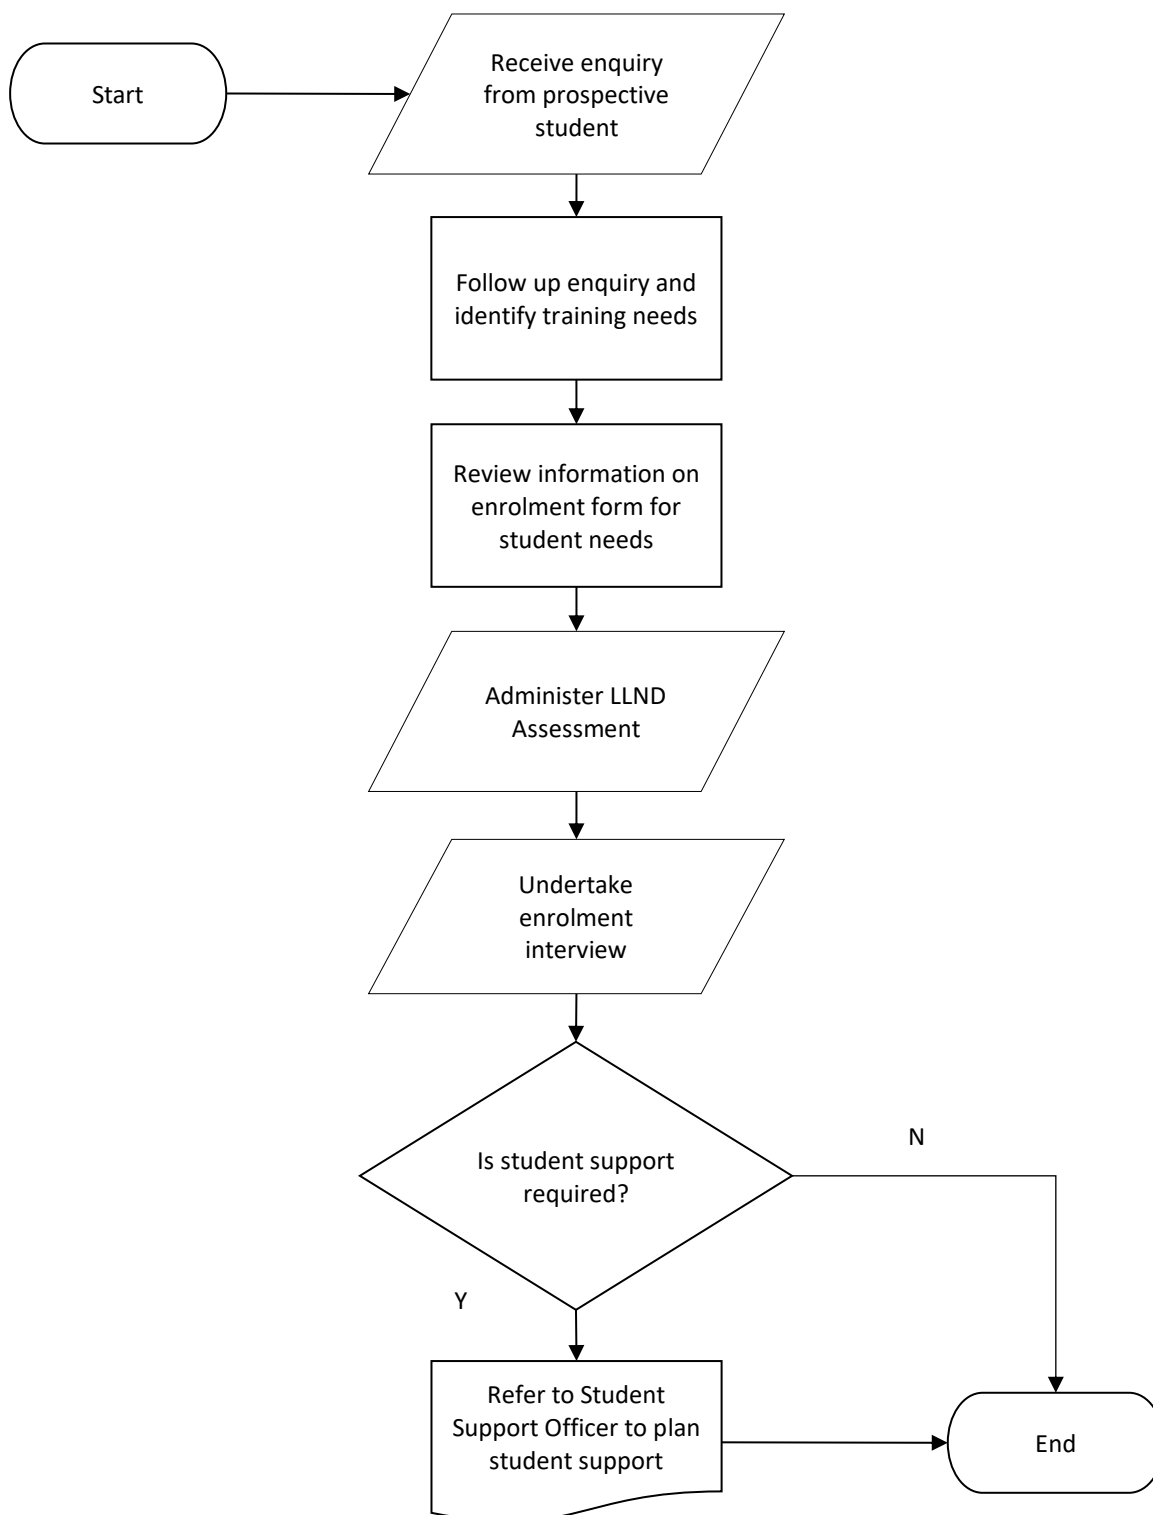 Start
Receive enquiry
from prospective
student
Follow up enquiry and
identify training needs
Review information on
enrolment form for
student needs
Administer LLND
Assessment
Undertake
enrolment
interview
Is student support
required?
N
Y
Refer to Student
Support Officer to plan
student support
End